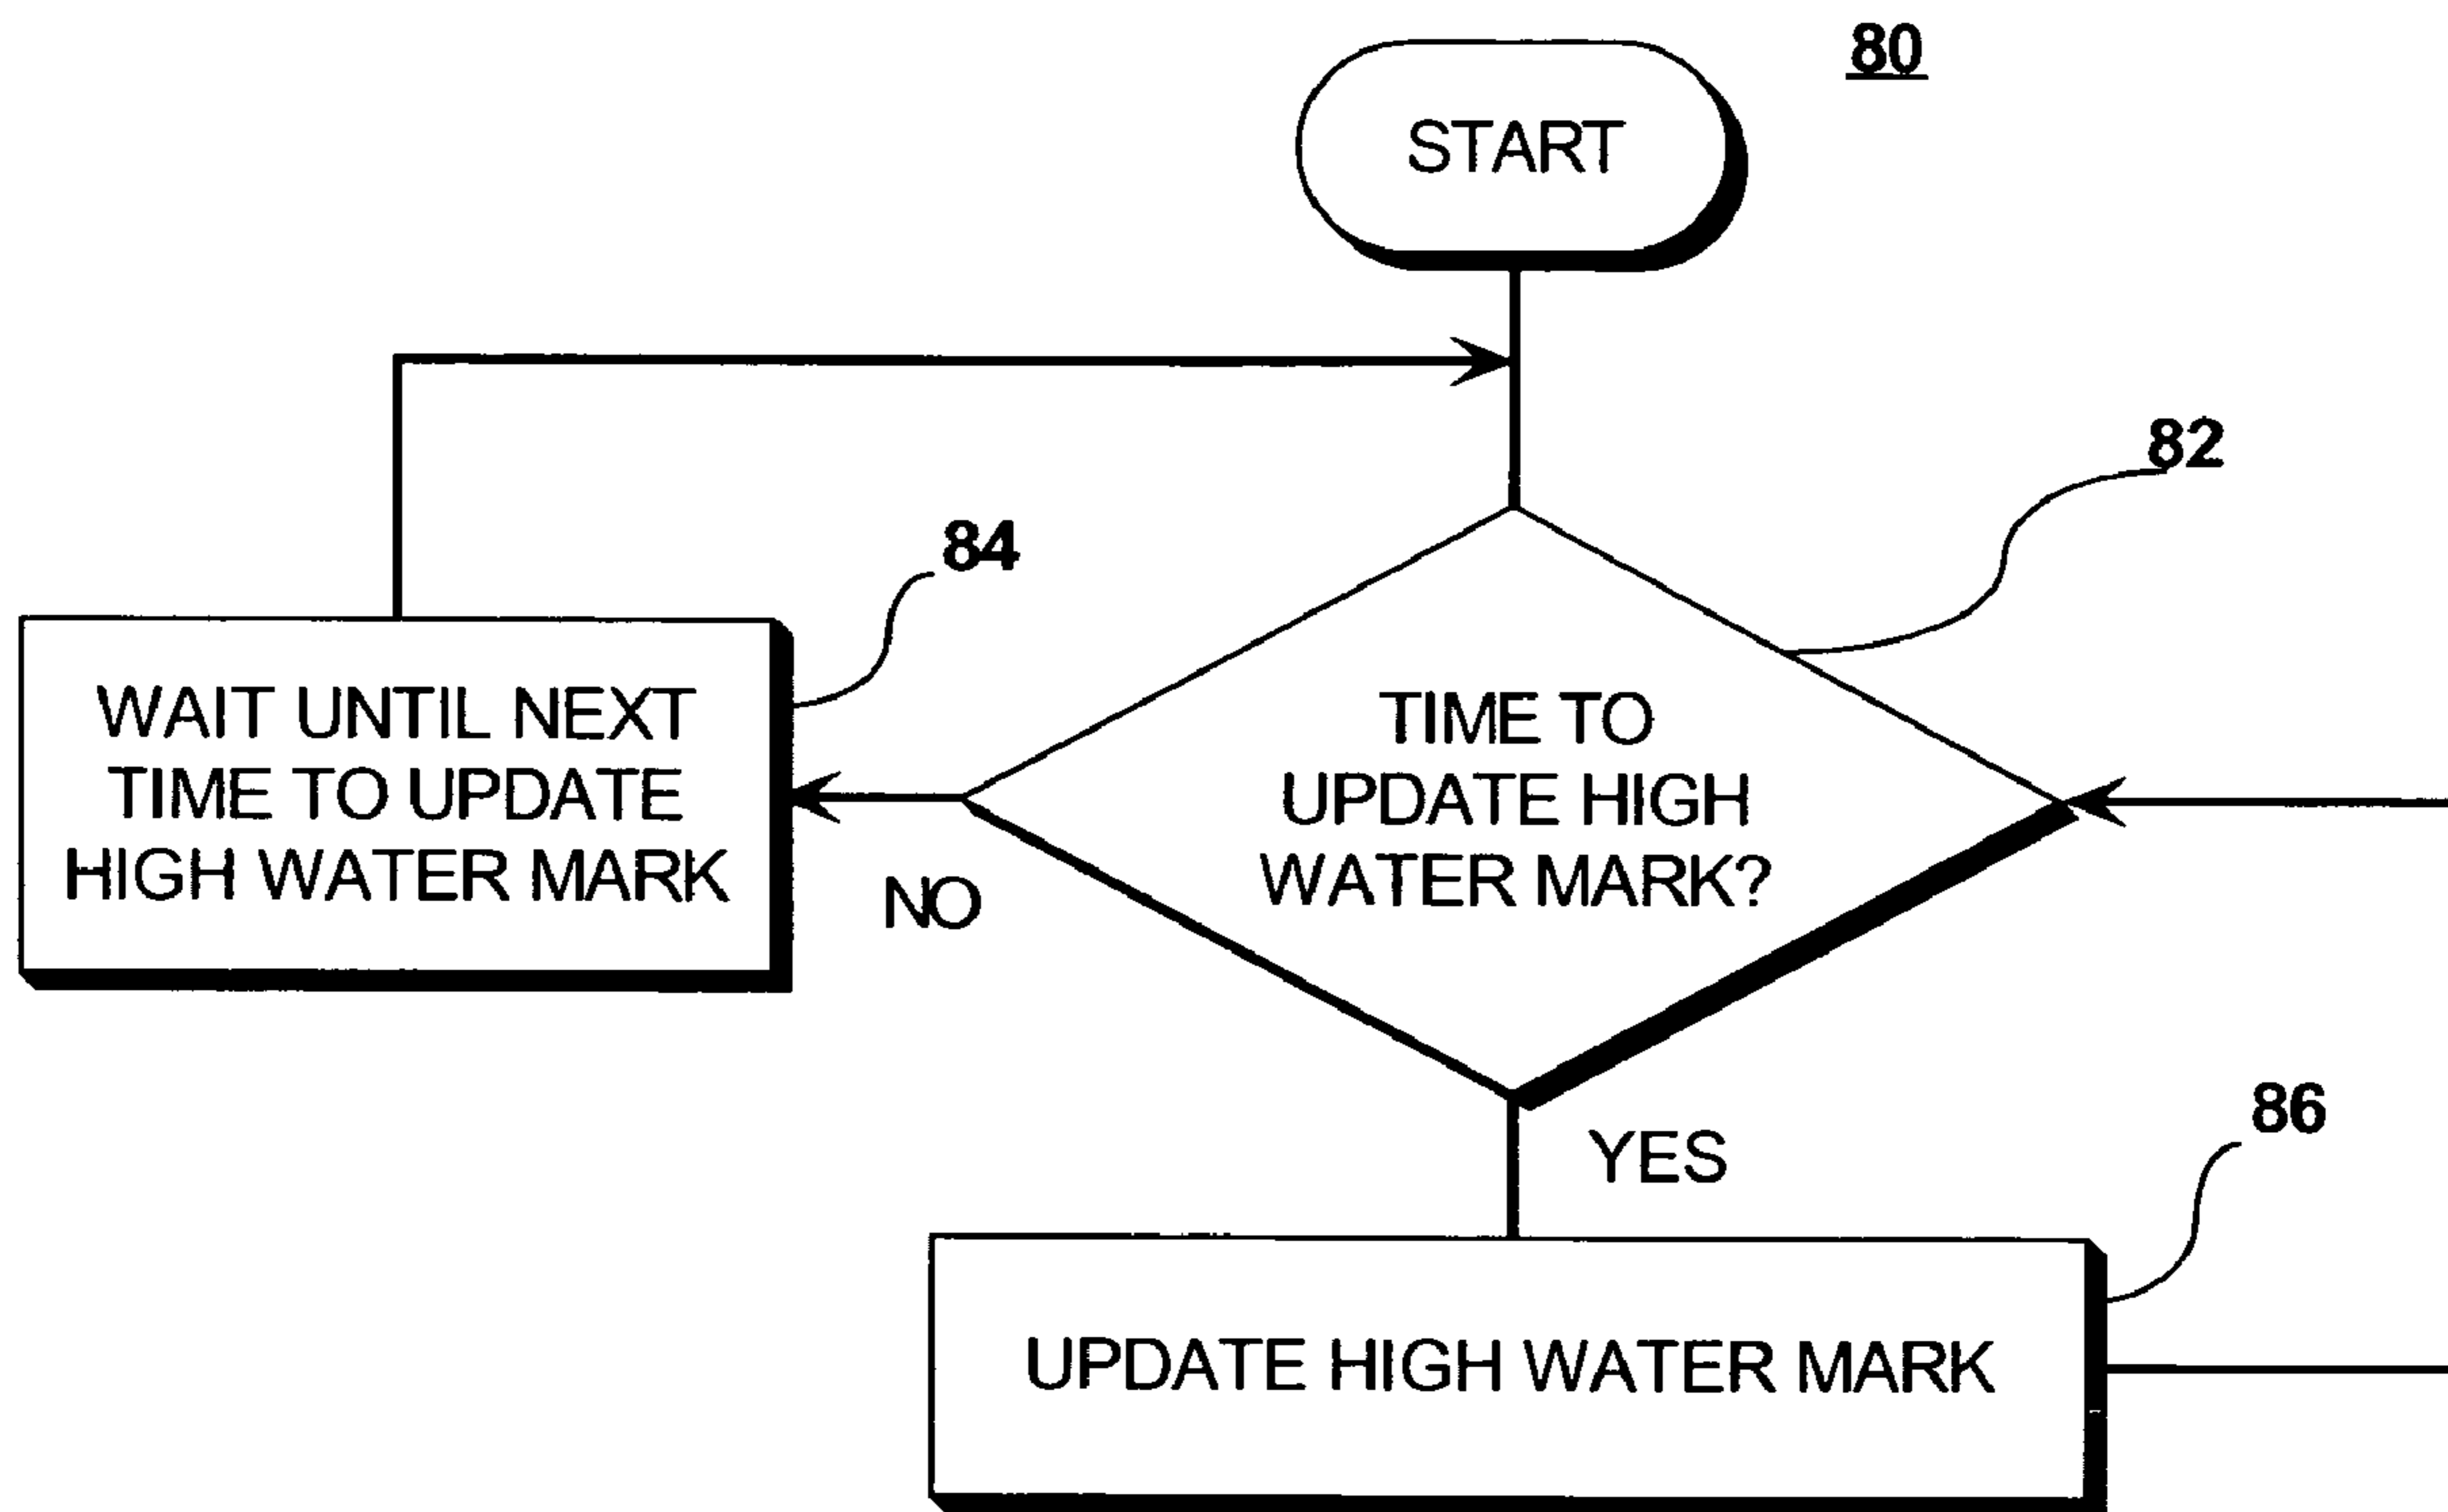 80
START
82
84
WAIT UNTIL NEXT
TIME TO UPDATE
HIGH WATER MARK
TIME TO
UPDATE HIGH
WATER MARK?
NO
YES
86
UPDATE HIGH WATER MARK